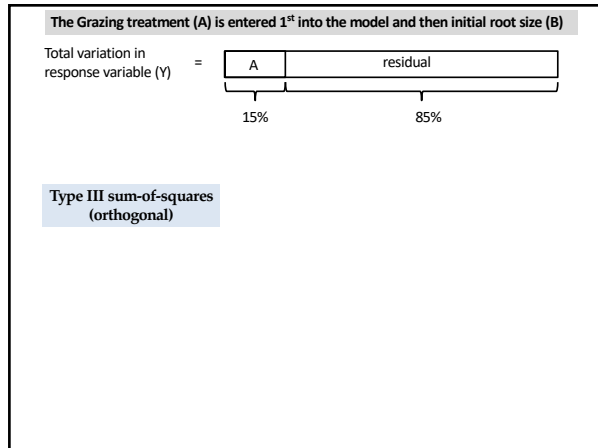 The Grazing treatment (A) is entered 1st into the model and then initial root size (B)
Total variation in
response variable (Y)
=
A
residual
15%
85%
Type III sum-of-squares
(orthogonal)